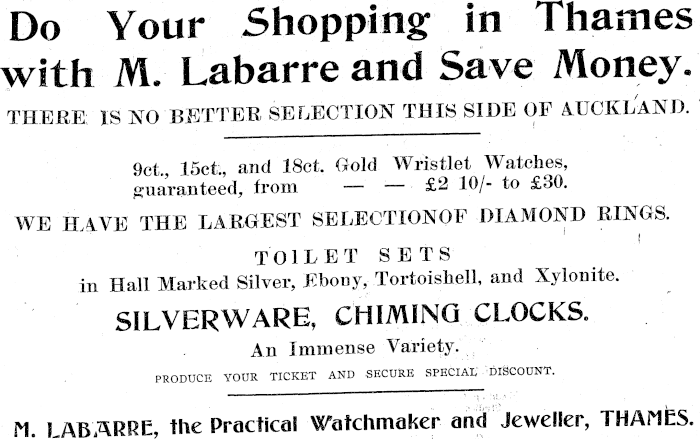 Do Your Shopping in Thames
with M. Labarre and Save Money.
THERE IS NO BETTER SELECTION THIS SIDE OF AUCKLAND.
9ct., 15ct., and 18ct. Gold Wristlet Watches,
guaranteed, from — — £2 10/- to £30.
WE HAVE THE LARGEST SELECTIONOF DIAMOND RINGS.
TOILET SETS
in Hall Marked Silver, Ebony, Tortoishell, and Xylonite.
SILVERWARE, CHIMING CLOCKS.
An Immense Variety.
PRODUCE YOUR TICKET AND SECURE SPECIAL DISCOUNT.
M. LABARRE, the Practical Watchmaker and Jeweller, THAMES.